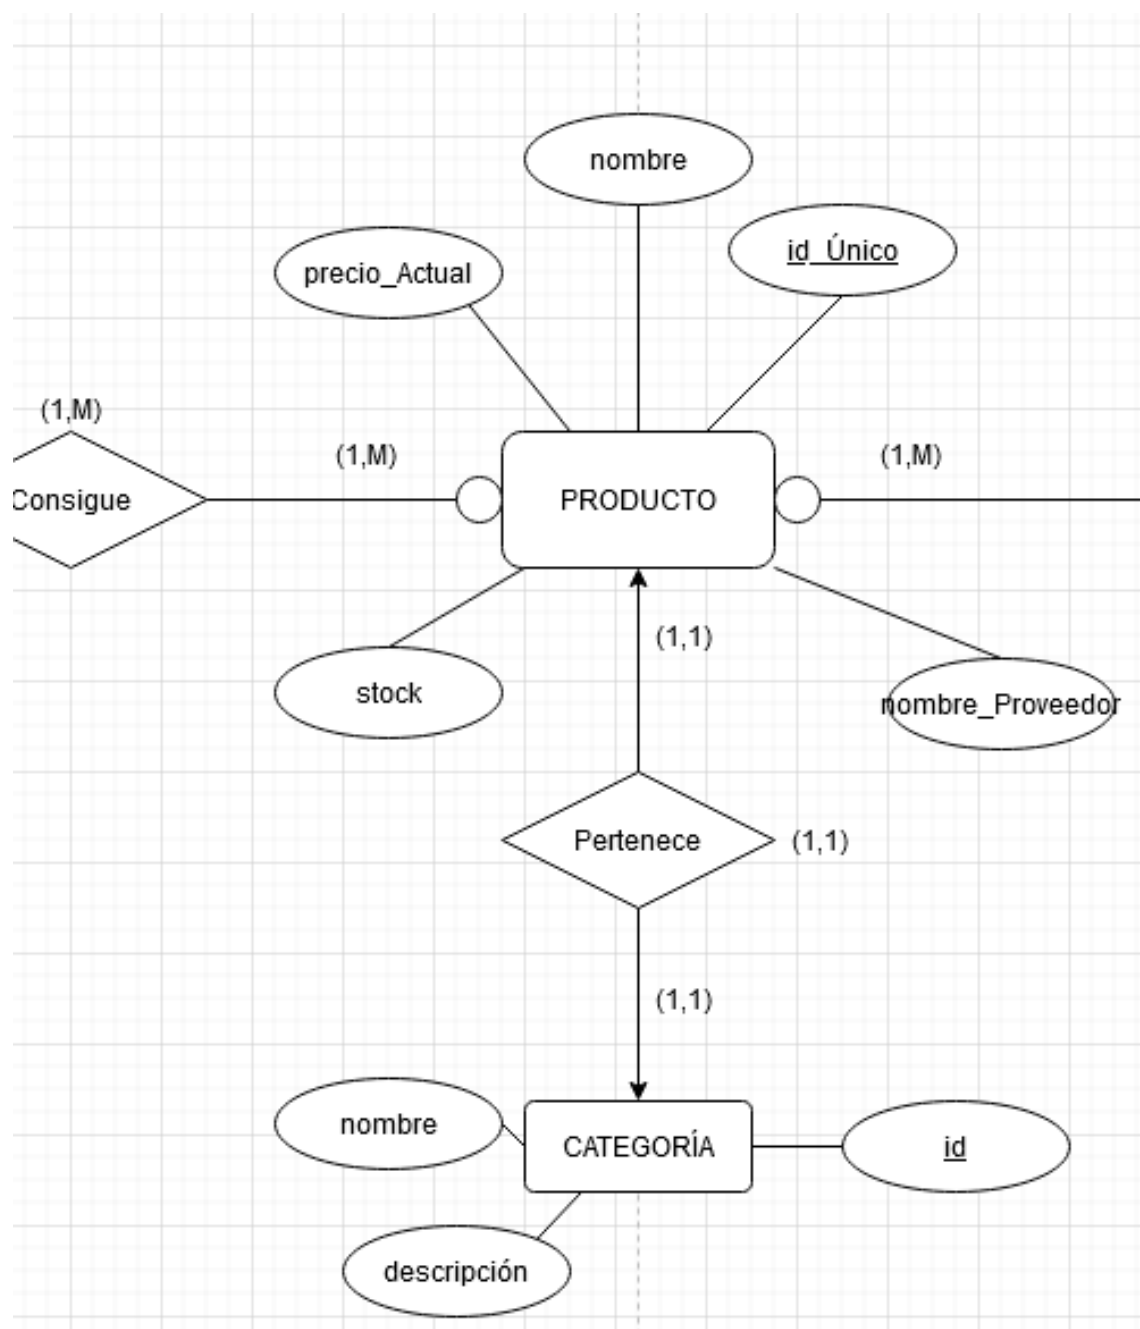 nombre
id_Único
precio_Actual
(1,M)
(1,M)
(1,M)
Consigue
PRODUCTO
(1,1)
stock
nombre_Proveedor
Pertenece
(1,1)
(1,1)
nombre
CATEGORÍA
id
descripción